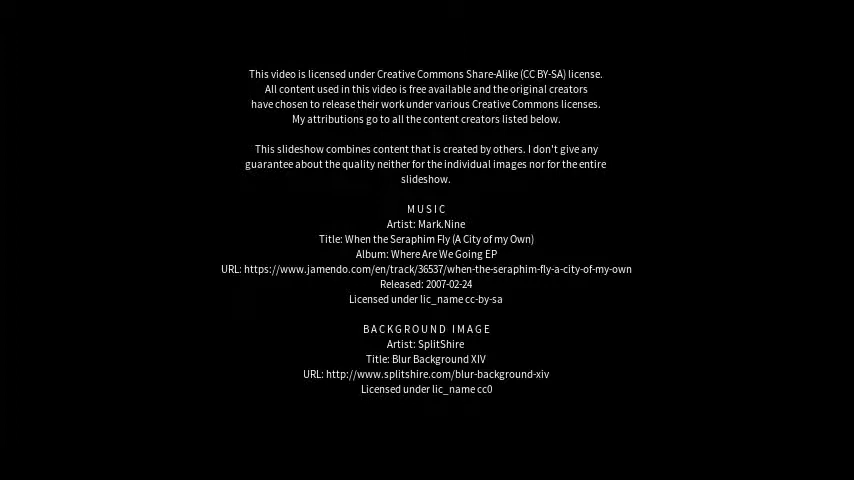 This video is licensed under Creative Commons Share-Alike (CC BY-SA) license.
All content used in this video is free available and the original creators
have chosen to release their work under various Creative Commons licenses.
My attributions go to all the content creators listed below.
This slideshow combines content that is created by others. I don't give any
guarantee about the quality neither for the individual images nor for the entire
slideshow.
MUSIC
Artist: Mark.Nine
Title: When the Seraphim Fly (A City of my Own)
Album: Where Are We Going EP
URL: https://www.jamendo.com/en/track/36537/when-the-seraphim-fly-a-city-of-my-own
Released: 2007-02-24
Licensed under lic_name cc-by-sa
BACKGROUND IMAGE
Artist: SplitShire
Title: Blur Background XIV
URL: http://www.splitshire.com/blur-background-xiv
Licensed under lic_name cc0